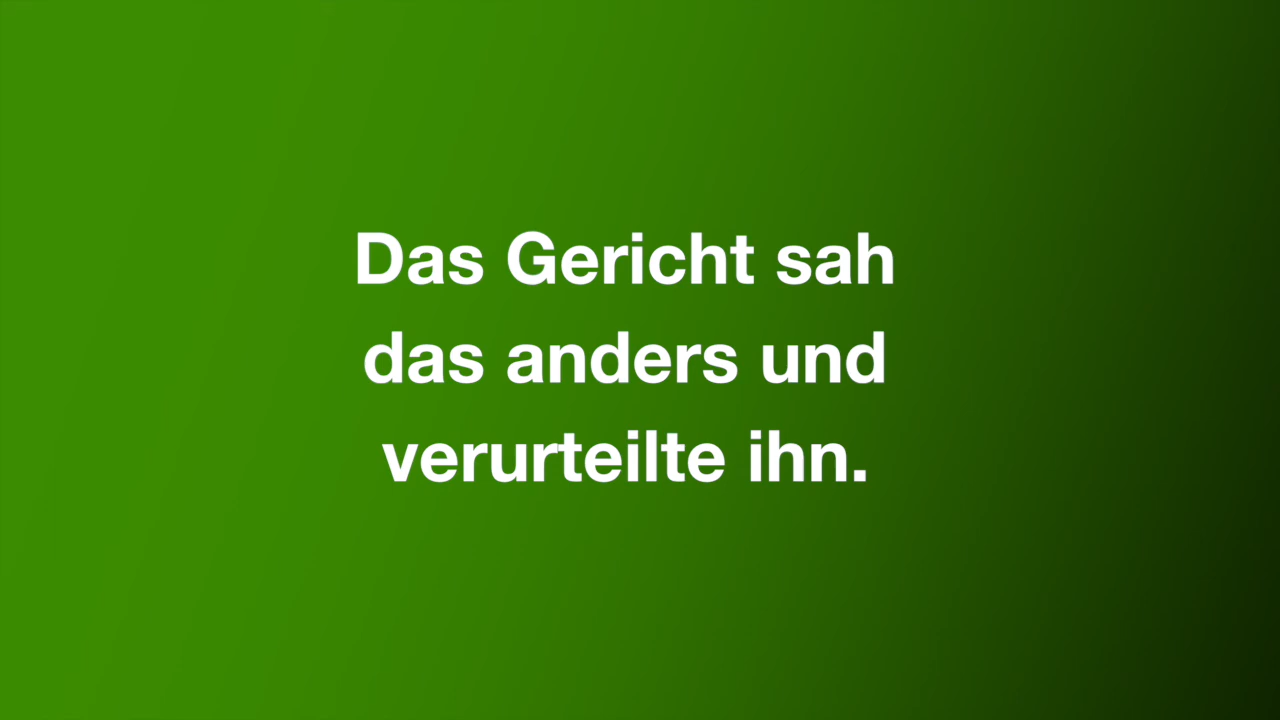 Das Gericht sah
das anders und
verurteilte ihn.